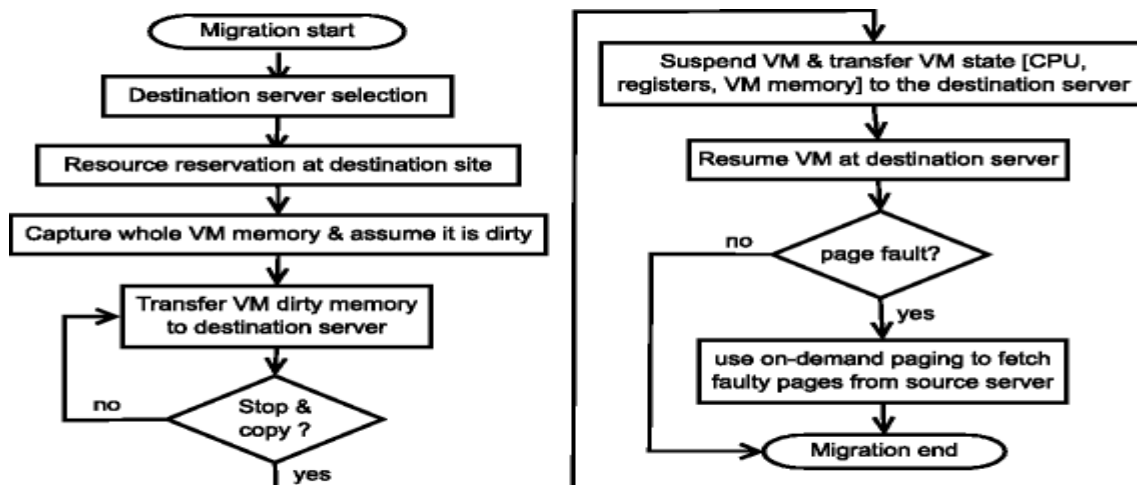 Migration start
Destination server selection
Resource reservation at destination site
Capture whole VM memory & assume it is dirty
Transfer VM dirty memory
to destination server
no
Stop &
copy ?
yes
Suspend VM & transfer VM state [CPU,
registers, VM memory] to the destination server
Resume VM at destination server
no
page fault?
yes
use on-demand paging to fetch
faulty pages from source server
Migration end